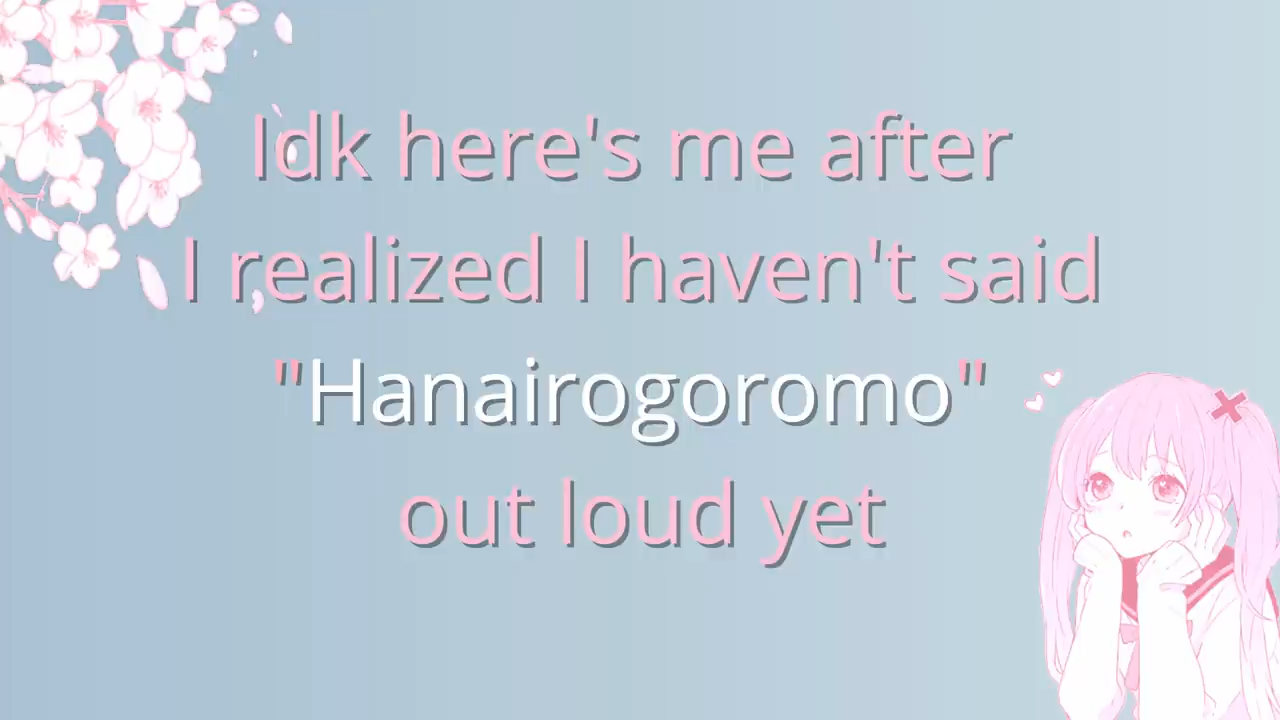 Idk here's me after
I realized I haven't said
"Hanairogoromo"
out loud yet